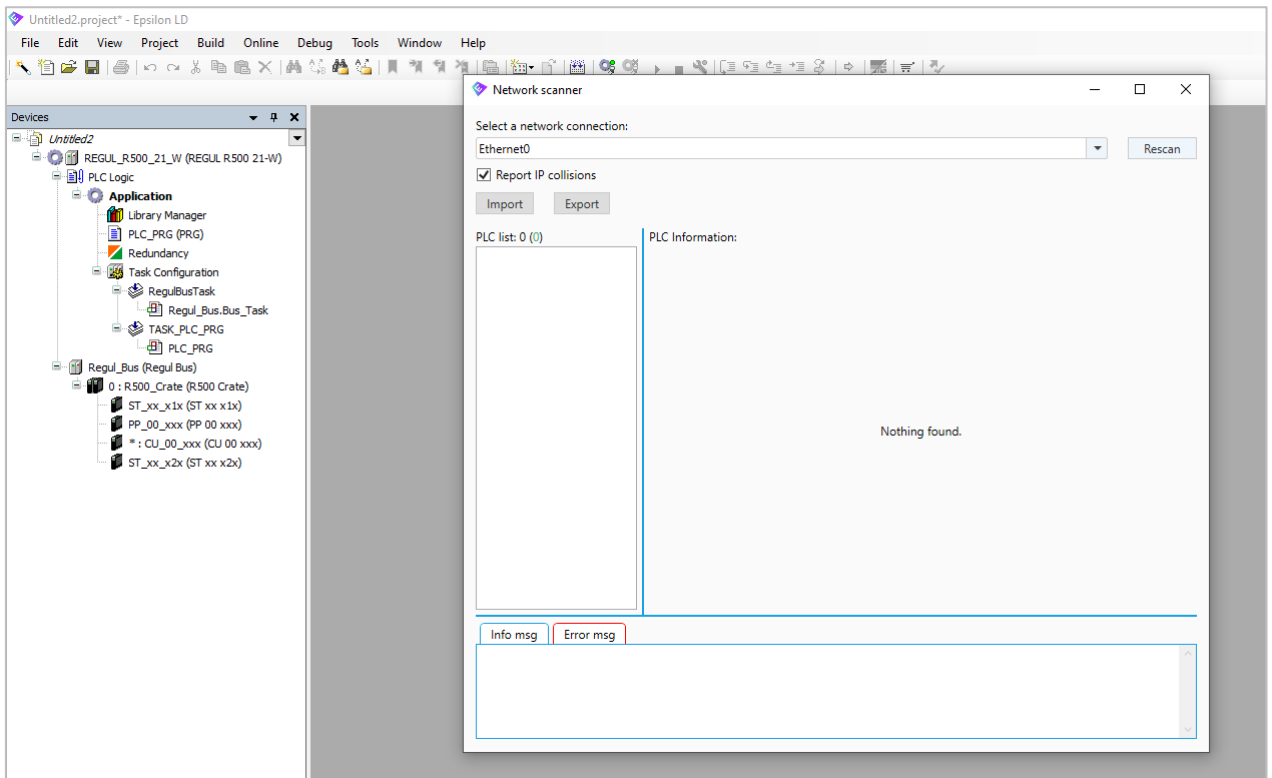 Untitled2.project* - Epsilon LD
File Edit View Project Build Online Debug Tools Window Help
Devices
Untitled2
REGUL_R500_21_W (REGUL R500 21-W)
PLC Logic
Application
Library Manager
PLC_PRG (PRG)
Redundancy
Task Configuration
RegulBusTask
Regul_Bus.Bus_Task
TASK_PLC_PRG
PLC_PRG
Regul_Bus (Regul Bus)
0 : R500_Crate (R500 Crate)
ST_xx_x1x (ST xx x1x)
PP_00_xxx (PP 00 xxx)
* : CU_00_xxx (CU 00 xxx)
ST_xx_x2x (ST xx x2x)
Network scanner
Select a network connection:
Ethernet0
Rescan
Report IP collisions
Import Export
PLC list: 0 (0) PLC Information:
Nothing found.
Info msg Error msg